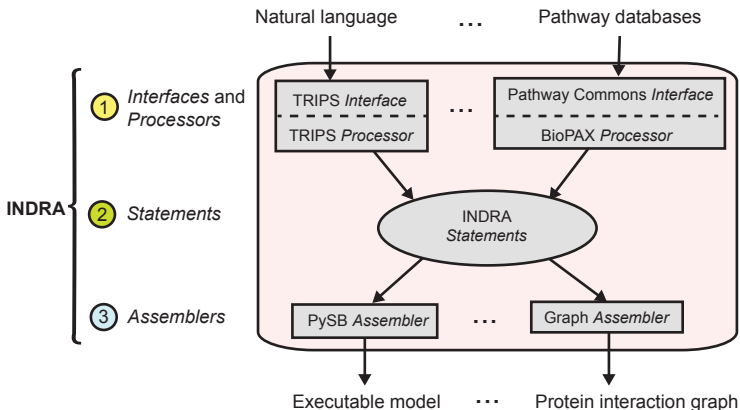 Natural language ... Pathway databases
1 Interfaces and
Processors
TRIPS Interface ... Pathway Commons Interface
TRIPS Processor BioPAX Processor
INDRA
2 Statements
INDRA
Statements
3 Assemblers
PySB Assembler ... Graph Assembler
Executable model ... Protein interaction graph